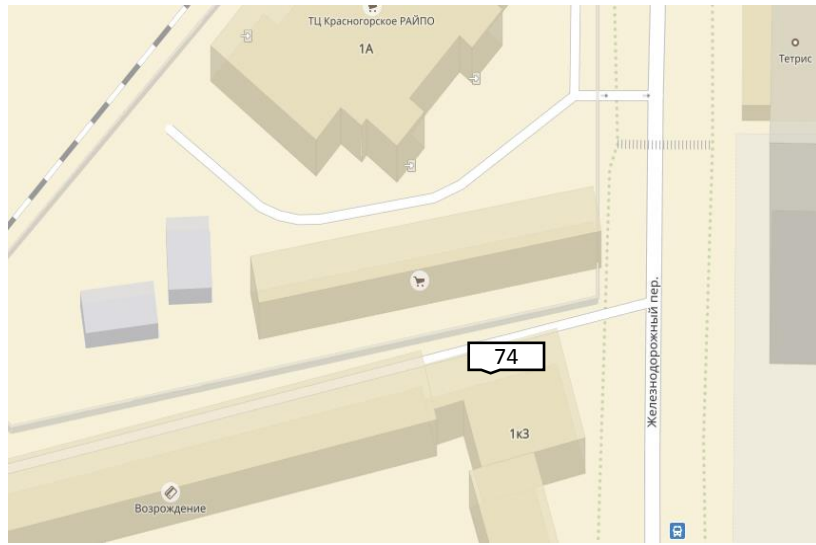 ТЦ Красногорское РАЙПО
1А
Тетрис
Железнодорожный пер.
74
1к3
Возрождение